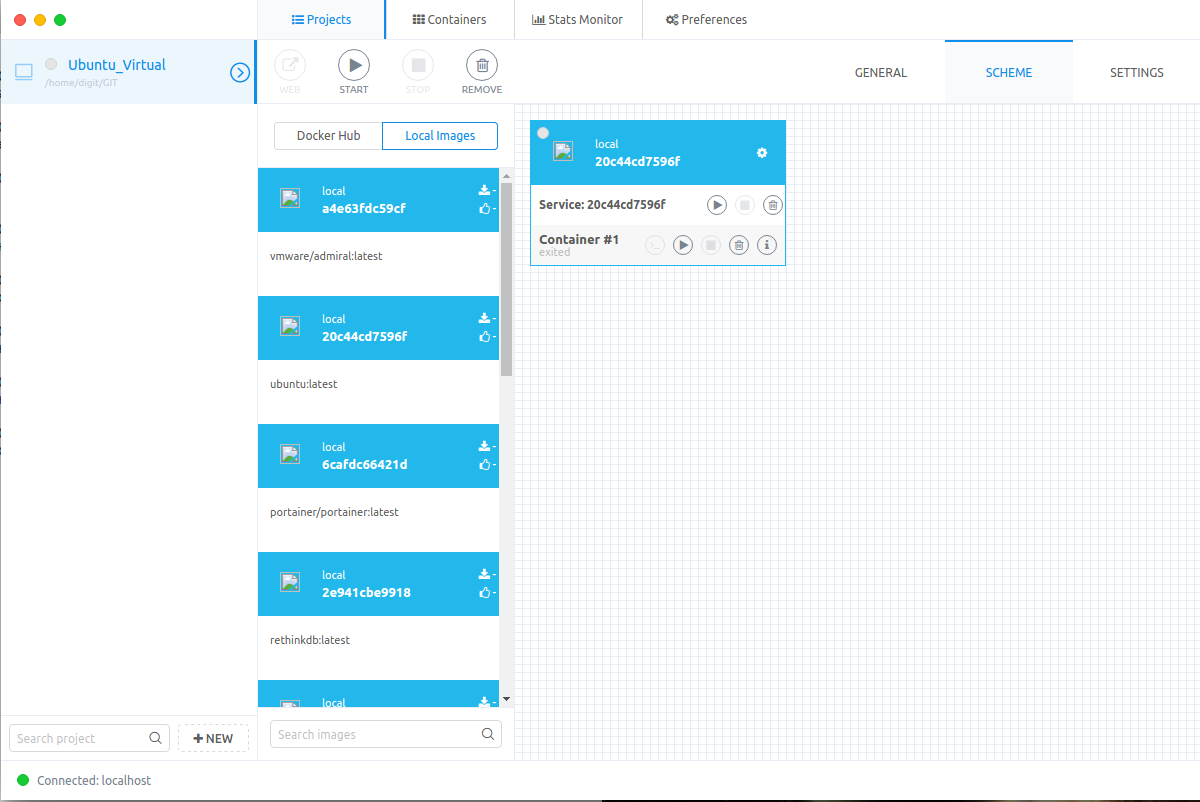 Projects
Containers
Stats Monitor
Preferences
Ubuntu_Virtual
/home/digit/GIT
WEB
START
STOP
REMOVE
GENERAL
SCHEME
SETTINGS
Docker Hub
Local Images
local
a4e63fdc59cf
-
-
vmware/admiral:latest
local
20c44cd7596f
-
-
ubuntu:latest
local
6cafdc66421d
-
-
portainer/portainer:latest
local
2e941cbe9918
-
-
rethinkdb:latest
local
-
local
20c44cd7596f
Service: 20c44cd7596f
Container #1
exited
Search project
NEW
Search images
Connected: localhost